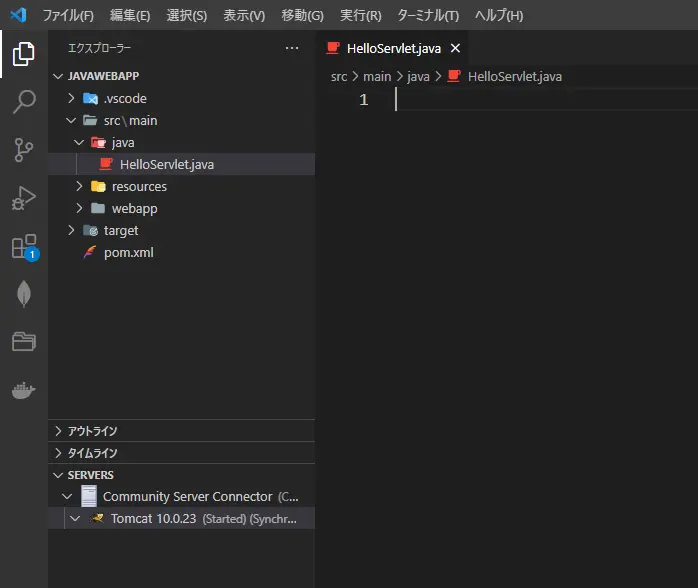 ファイル(F) 編集(E) 選択(S) 表示(V) 移動(G) 実行(R) ターミナル(T) ヘルプ(H)
エクスプローラー ...
JAVAWEBAPP
.vscode
src\main
java
HelloServlet.java
resources
webapp
target
pom.xml
1
アウトライン
タイムライン
SERVERS
Community Server Connector (C...
Tomcat 10.0.23 (Started) (Synchr...
HelloServlet.java
src > main > java > HelloServlet.java
1